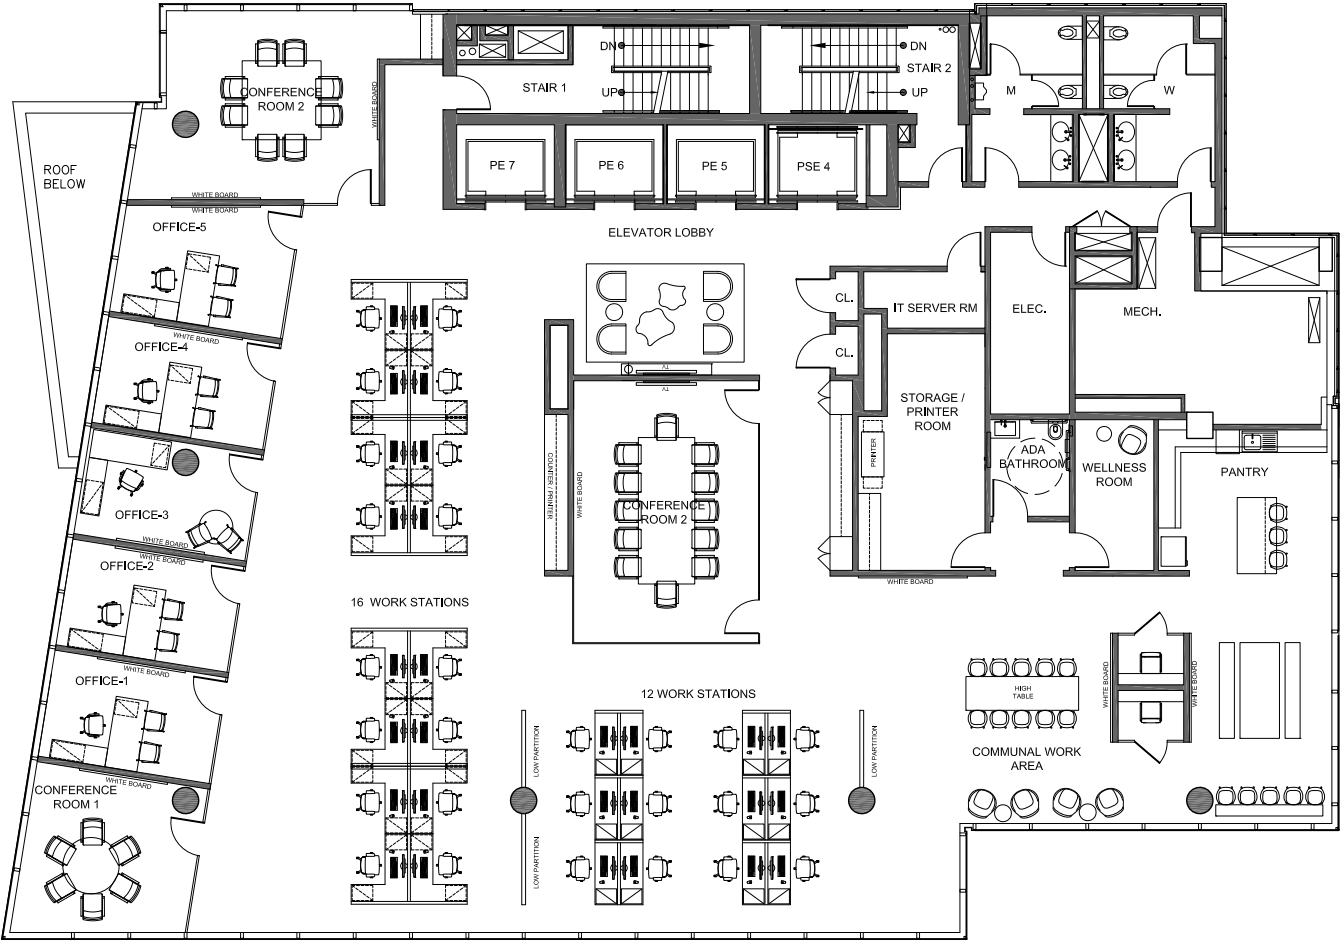 DN
DN
STAIR 1
STAIR 2
UP
UP
M
W
CONFERENCE
ROOM 2
WHITE BOARD
ROOF
BELOW
PE 7
PE 6
PE 5
PSE 4
WHITE BOARD
WHITE BOARD
OFFICE-5
ELEVATOR LOBBY
CL.
IT SERVER RM
ELEC.
MECH.
WHITE BOARD
OFFICE-4
CL.
TV
TV
STORAGE /
PRINTER
ROOM
PRINTER
ADA
BATHROOM
WELLNESS
ROOM
PANTRY
COUNTER / PRINTER
WHITE BOARD
CONFERENCE
ROOM 2
OFFICE-3
WHITE BOARD
WHITE BOARD
OFFICE-2
WHITE BOARD
16 WORK STATIONS
WHITE BOARD
OFFICE-1
12 WORK STATIONS
HIGH
TABLE
WHITE BOARD
WHITE BOARD
LOW PARTITION
LOW PARTITION
COMMUNAL WORK
AREA
WHITE BOARD
CONFERENCE
ROOM 1
LOW PARTITION